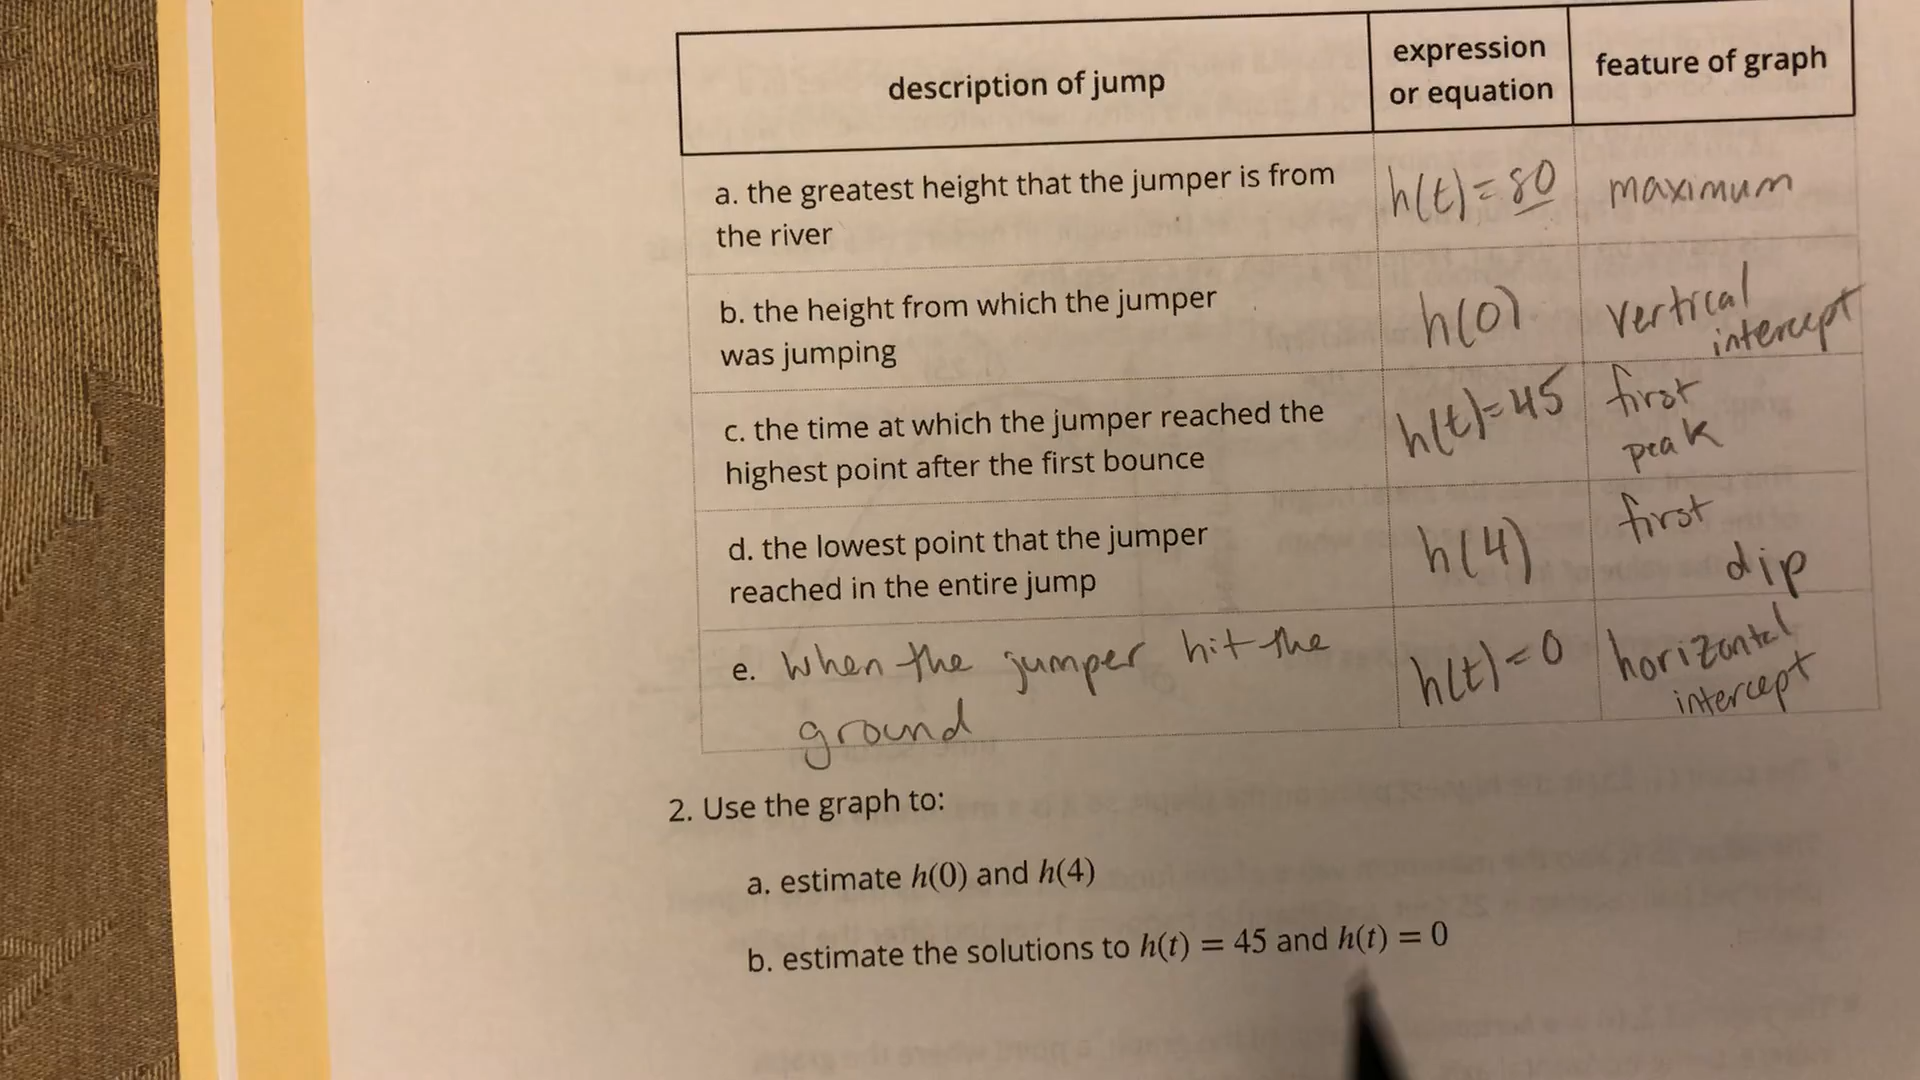 description of jump
expression
or equation
feature of graph
a. the greatest height that the jumper is from
the river
h(t)=80
maximum
b. the height from which the jumper
was jumping
h(0)
vertical
intercept
c. the time at which the jumper reached the
highest point after the first bounce
h(t)=45
first
peak
d. the lowest point that the jumper
reached in the entire jump
h(4)
first
dip
e. when the jumper hit the
ground
h(t)=0
horizontal
intercept
2. Use the graph to:
a. estimate h(0) and h(4)
b. estimate the solutions to h(t) = 45 and h(t) = 0